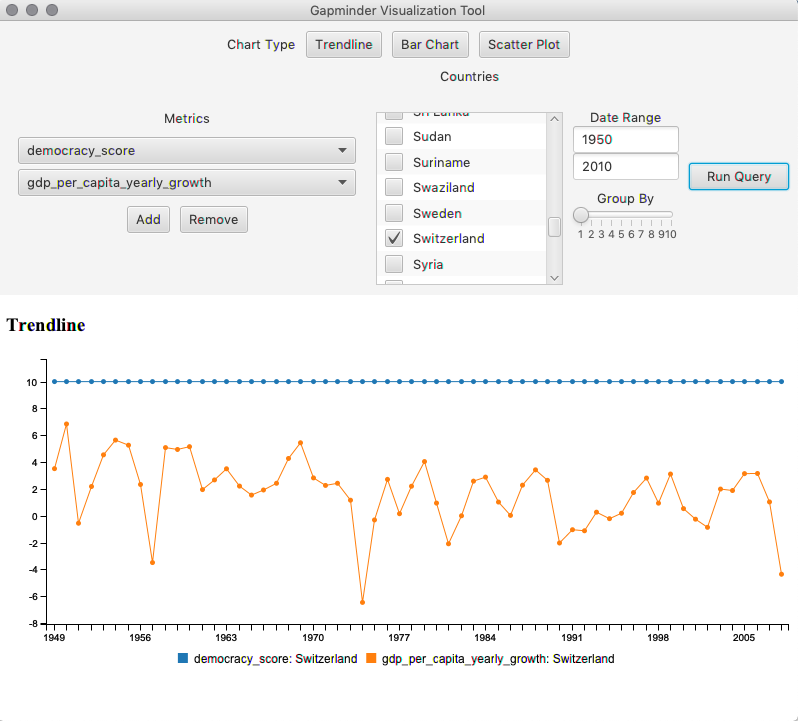 Gapminder Visualization Tool
Chart Type Trendline Bar Chart Scatter Plot
Countries
Metrics
democracy_score
gdp_per_capita_yearly_growth
Add Remove
Sri Lanka
Sudan
Suriname
Swaziland
Sweden
Switzerland
Syria
Date Range
1950
2010
Group By
1 2 3 4 5 6 7 8 910
Run Query
Trendline
10
8
6
4
2
0
-2
-4
-6
-8
1949 1956 1963 1970 1977 1984 1991 1998 2005
democracy_score: Switzerland gdp_per_capita_yearly_growth: Switzerland